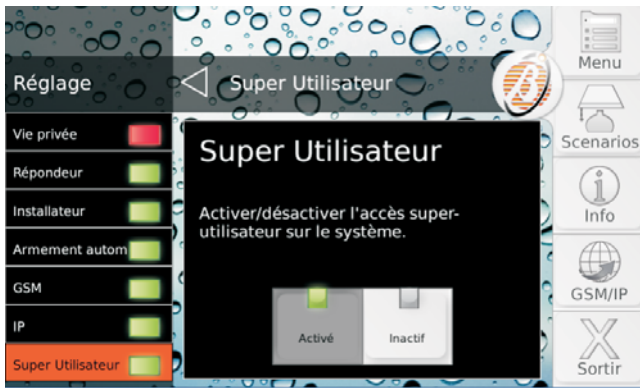 Réglage
Super Utilisateur
Vie privée
Répondeur
Installateur
Armement autom
GSM
IP
Super Utilisateur
Super Utilisateur
Activer/désactiver l'accès super-
utilisateur sur le système.
Activé
Inactif
Menu
Scenarios
Info
GSM/IP
Sortir